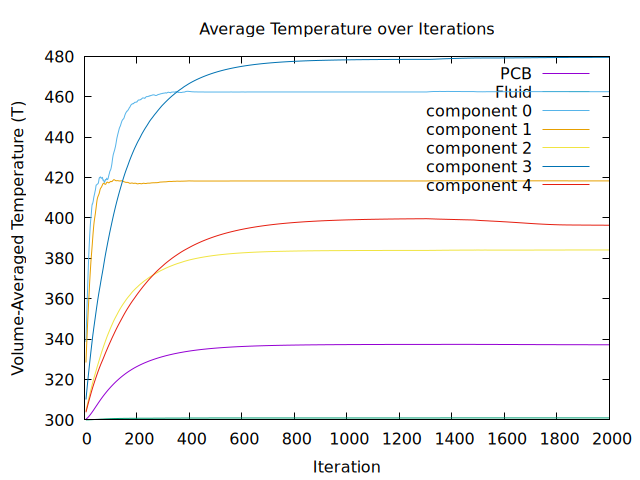 Average Temperature over Iterations
Volume-Averaged Temperature (T)
480
460
440
420
400
380
360
340
320
300
PCB
Fluid
component 0
component 1
component 2
component 3
component 4
0 200 400 600 800 1000 1200 1400 1600 1800 2000
Iteration